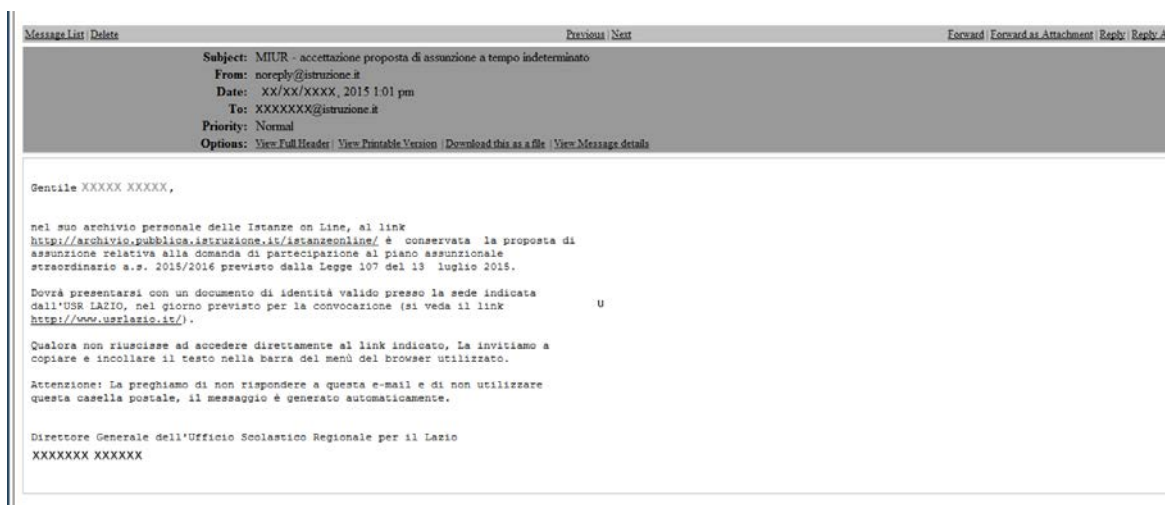 Message List | Delete Previous | Next Forward | Forward as Attachment | Reply | Reply A
Subject: MIUR - accettazione proposta di assunzione a tempo indeterminato
From: noreply@istruzione.it
Date: XX/XX/XXXX, 2015 1:01 pm
To: XXXXXXX@istruzione.it
Priority: Normal
Options: View Full Header | View Printable Version | Download this as a file | View Message details
Gentile XXXXX XXXXX,
nel suo archivio personale delle Istanze on Line, al link
http://archivio.pubblica.istruzione.it/istanzeonline/ è conservata la proposta di
assunzione relativa alla domanda di partecipazione al piano assunzionale
straordinario a.s. 2015/2016 previsto dalla Legge 107 del 13 luglio 2015.
Dovrà presentarsi con un documento di identità valido presso la sede indicata
dall'USR LAZIO, nel giorno previsto per la convocazione (si veda il link U
http://www.usrlazio.it/).
Qualora non riuscisse ad accedere direttamente al link indicato, La invitiamo a
copiare e incollare il testo nella barra del menù del browser utilizzato.
Attenzione: La preghiamo di non rispondere a questa e-mail e di non utilizzare
questa casella postale, il messaggio è generato automaticamente.
Direttore Generale dell'Ufficio Scolastico Regionale per il Lazio
XXXXXXX XXXXXX